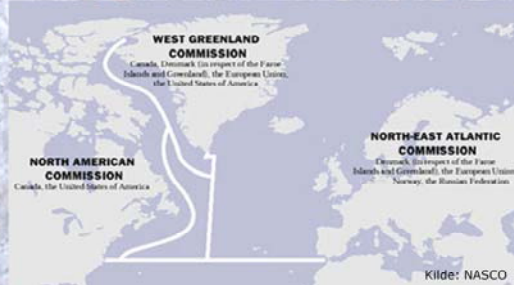 WEST GREENLAND
COMMISSION
Canada, Denmark (in respect of the Faroe
Islands and Greenland), the European Union,
the United States of America
NORTH AMERICAN
COMMISSION
Canada, the United States of America
NORTH-EAST ATLANTIC
COMMISSION
Denmark (in respect of the Faroe
Islands and Greenland), the European Union
Norway, the Russian Federation
Kilde: NASCO